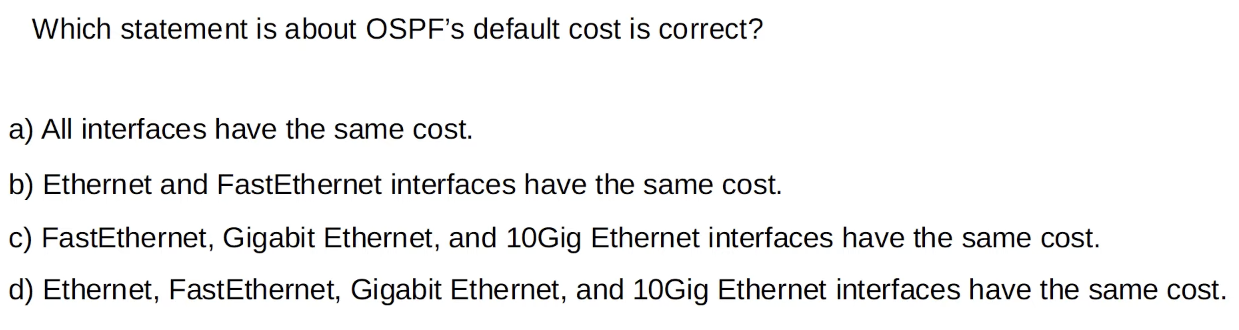 Which statement is about OSPF’s default cost is correct?
a) All interfaces have the same cost.
b) Ethernet and FastEthernet interfaces have the same cost.
c) FastEthernet, Gigabit Ethernet, and 10Gig Ethernet interfaces have the same cost.
d) Ethernet, FastEthernet, Gigabit Ethernet, and 10Gig Ethernet interfaces have the same cost.